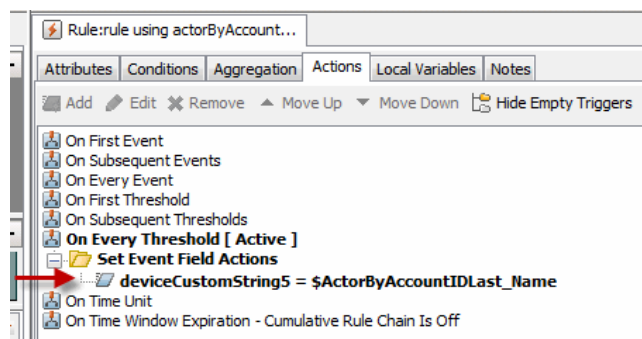 Rule:rule using actorByAccount...
Attributes Conditions Aggregation Actions Local Variables Notes
Add Edit Remove Move Up Move Down Hide Empty Triggers
On First Event
On Subsequent Events
On Every Event
On First Threshold
On Subsequent Thresholds
On Every Threshold [ Active ]
Set Event Field Actions
deviceCustomString5 = $ActorByAccountIDLast_Name
On Time Unit
On Time Window Expiration - Cumulative Rule Chain Is Off